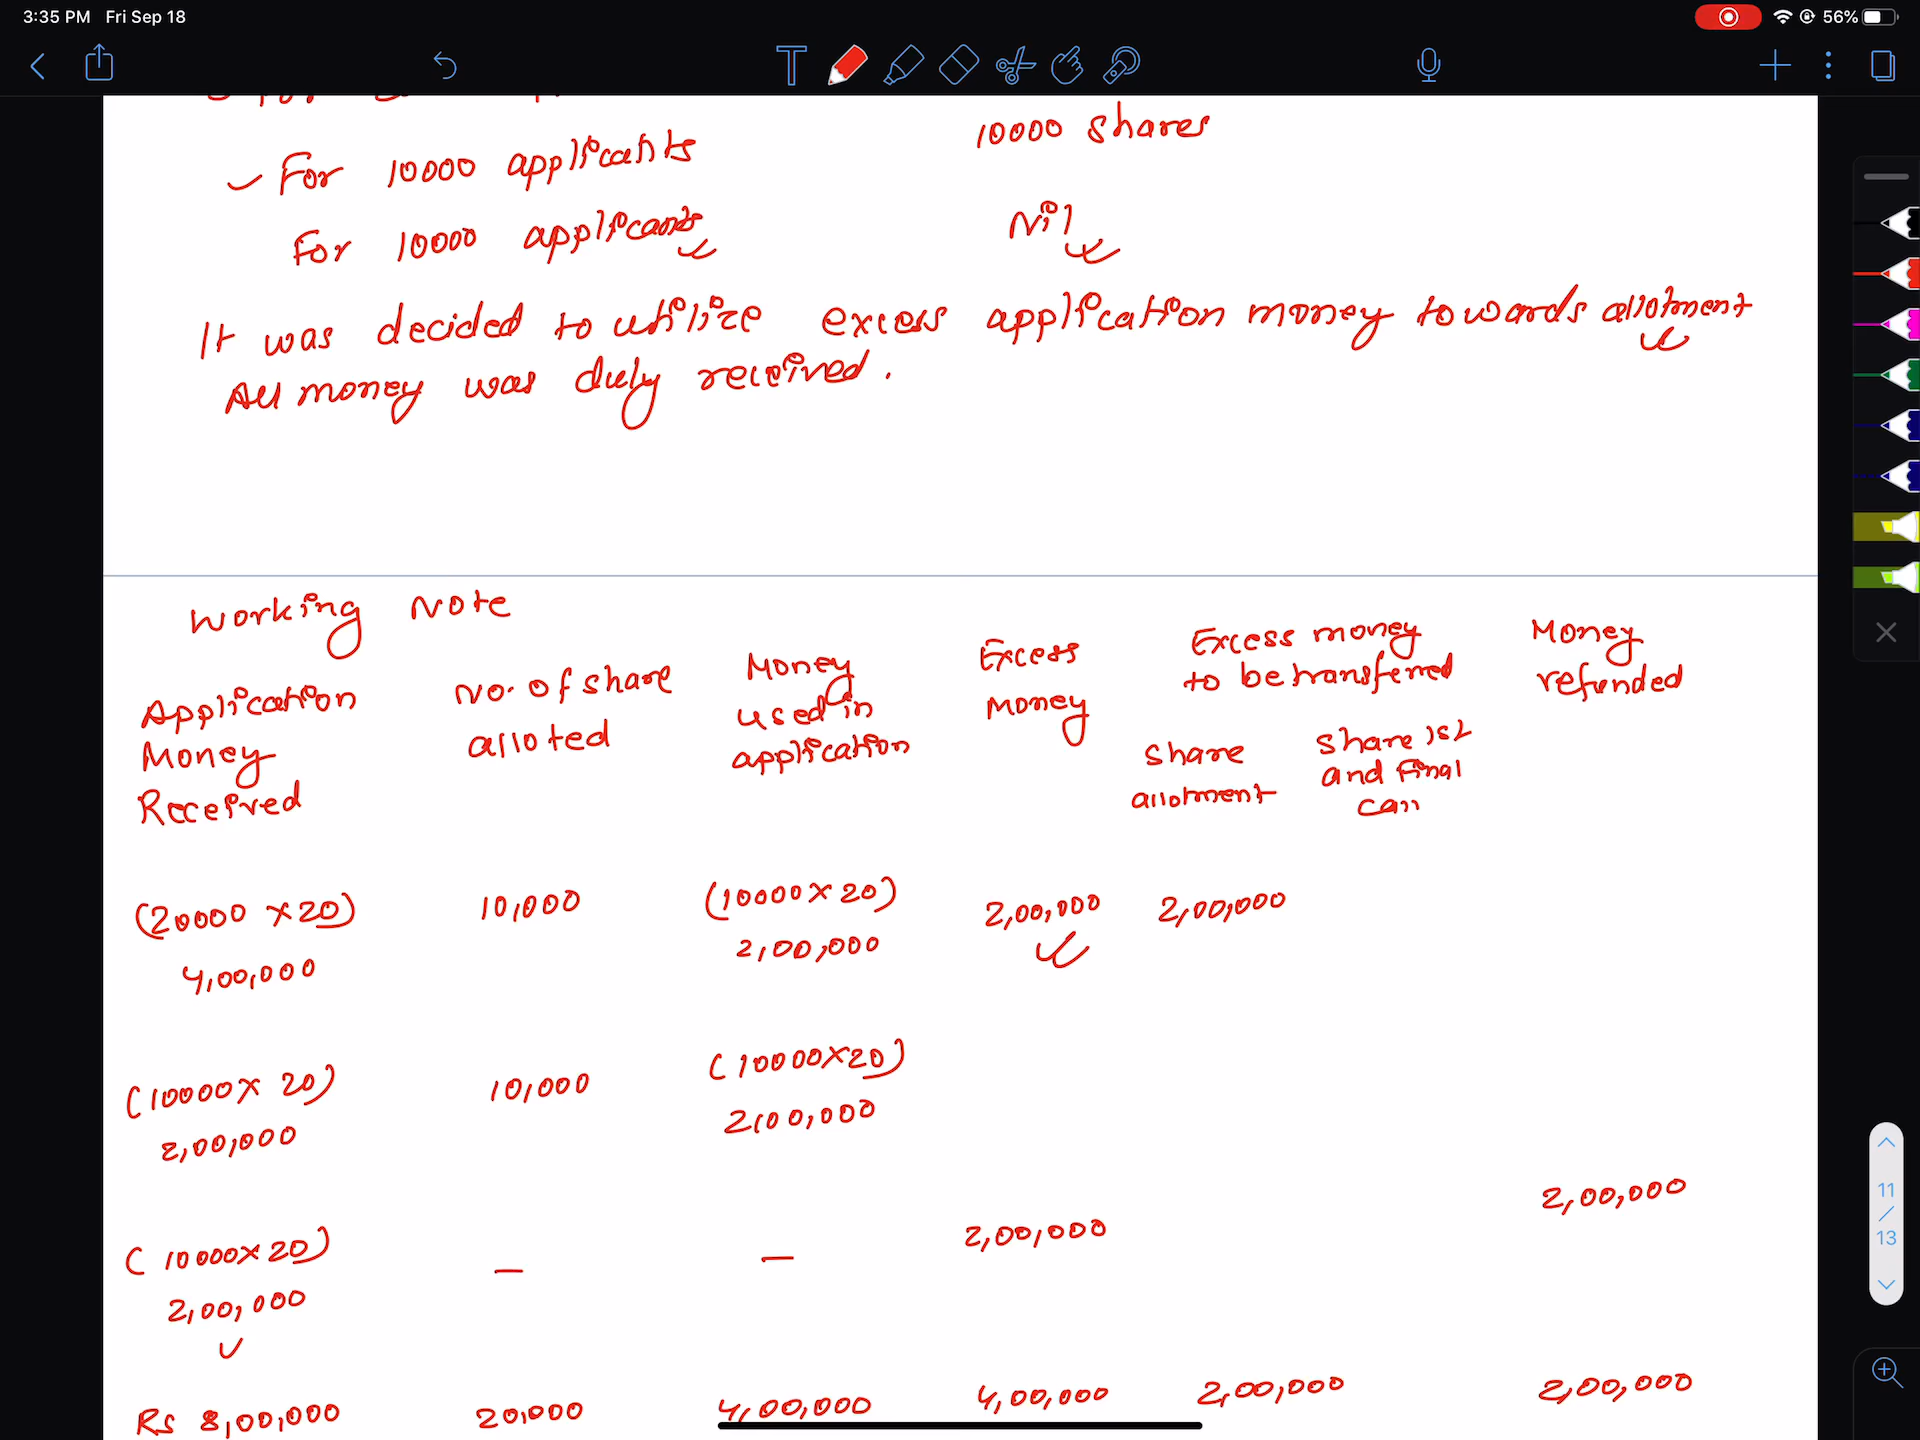 3:35 PM Fri Sep 18
56%
10000 shares
For 10000 applicants
For 10000 applicants Nil
It was decided to utilize excess application money towards allotment
All money was duly received.
Working Note
Application Money Received
No. of share alloted
Money used in application
Excess Money
Excess money to be transferred
Share allotment
Share 1st and Final call
Money refunded
(20000 × 20) 10,000 (10000 × 20) 2,00,000 2,00,000
4,00,000 2,00,000
(10000 × 20) 10,000 (10000×20)
2,00,000 2,00,000
(10000×20) — — 2,00,000 2,00,000
2,00,000
Rs 8,00,000 20,000 4,00,000 4,00,000 2,00,000 2,00,000
11
/
13